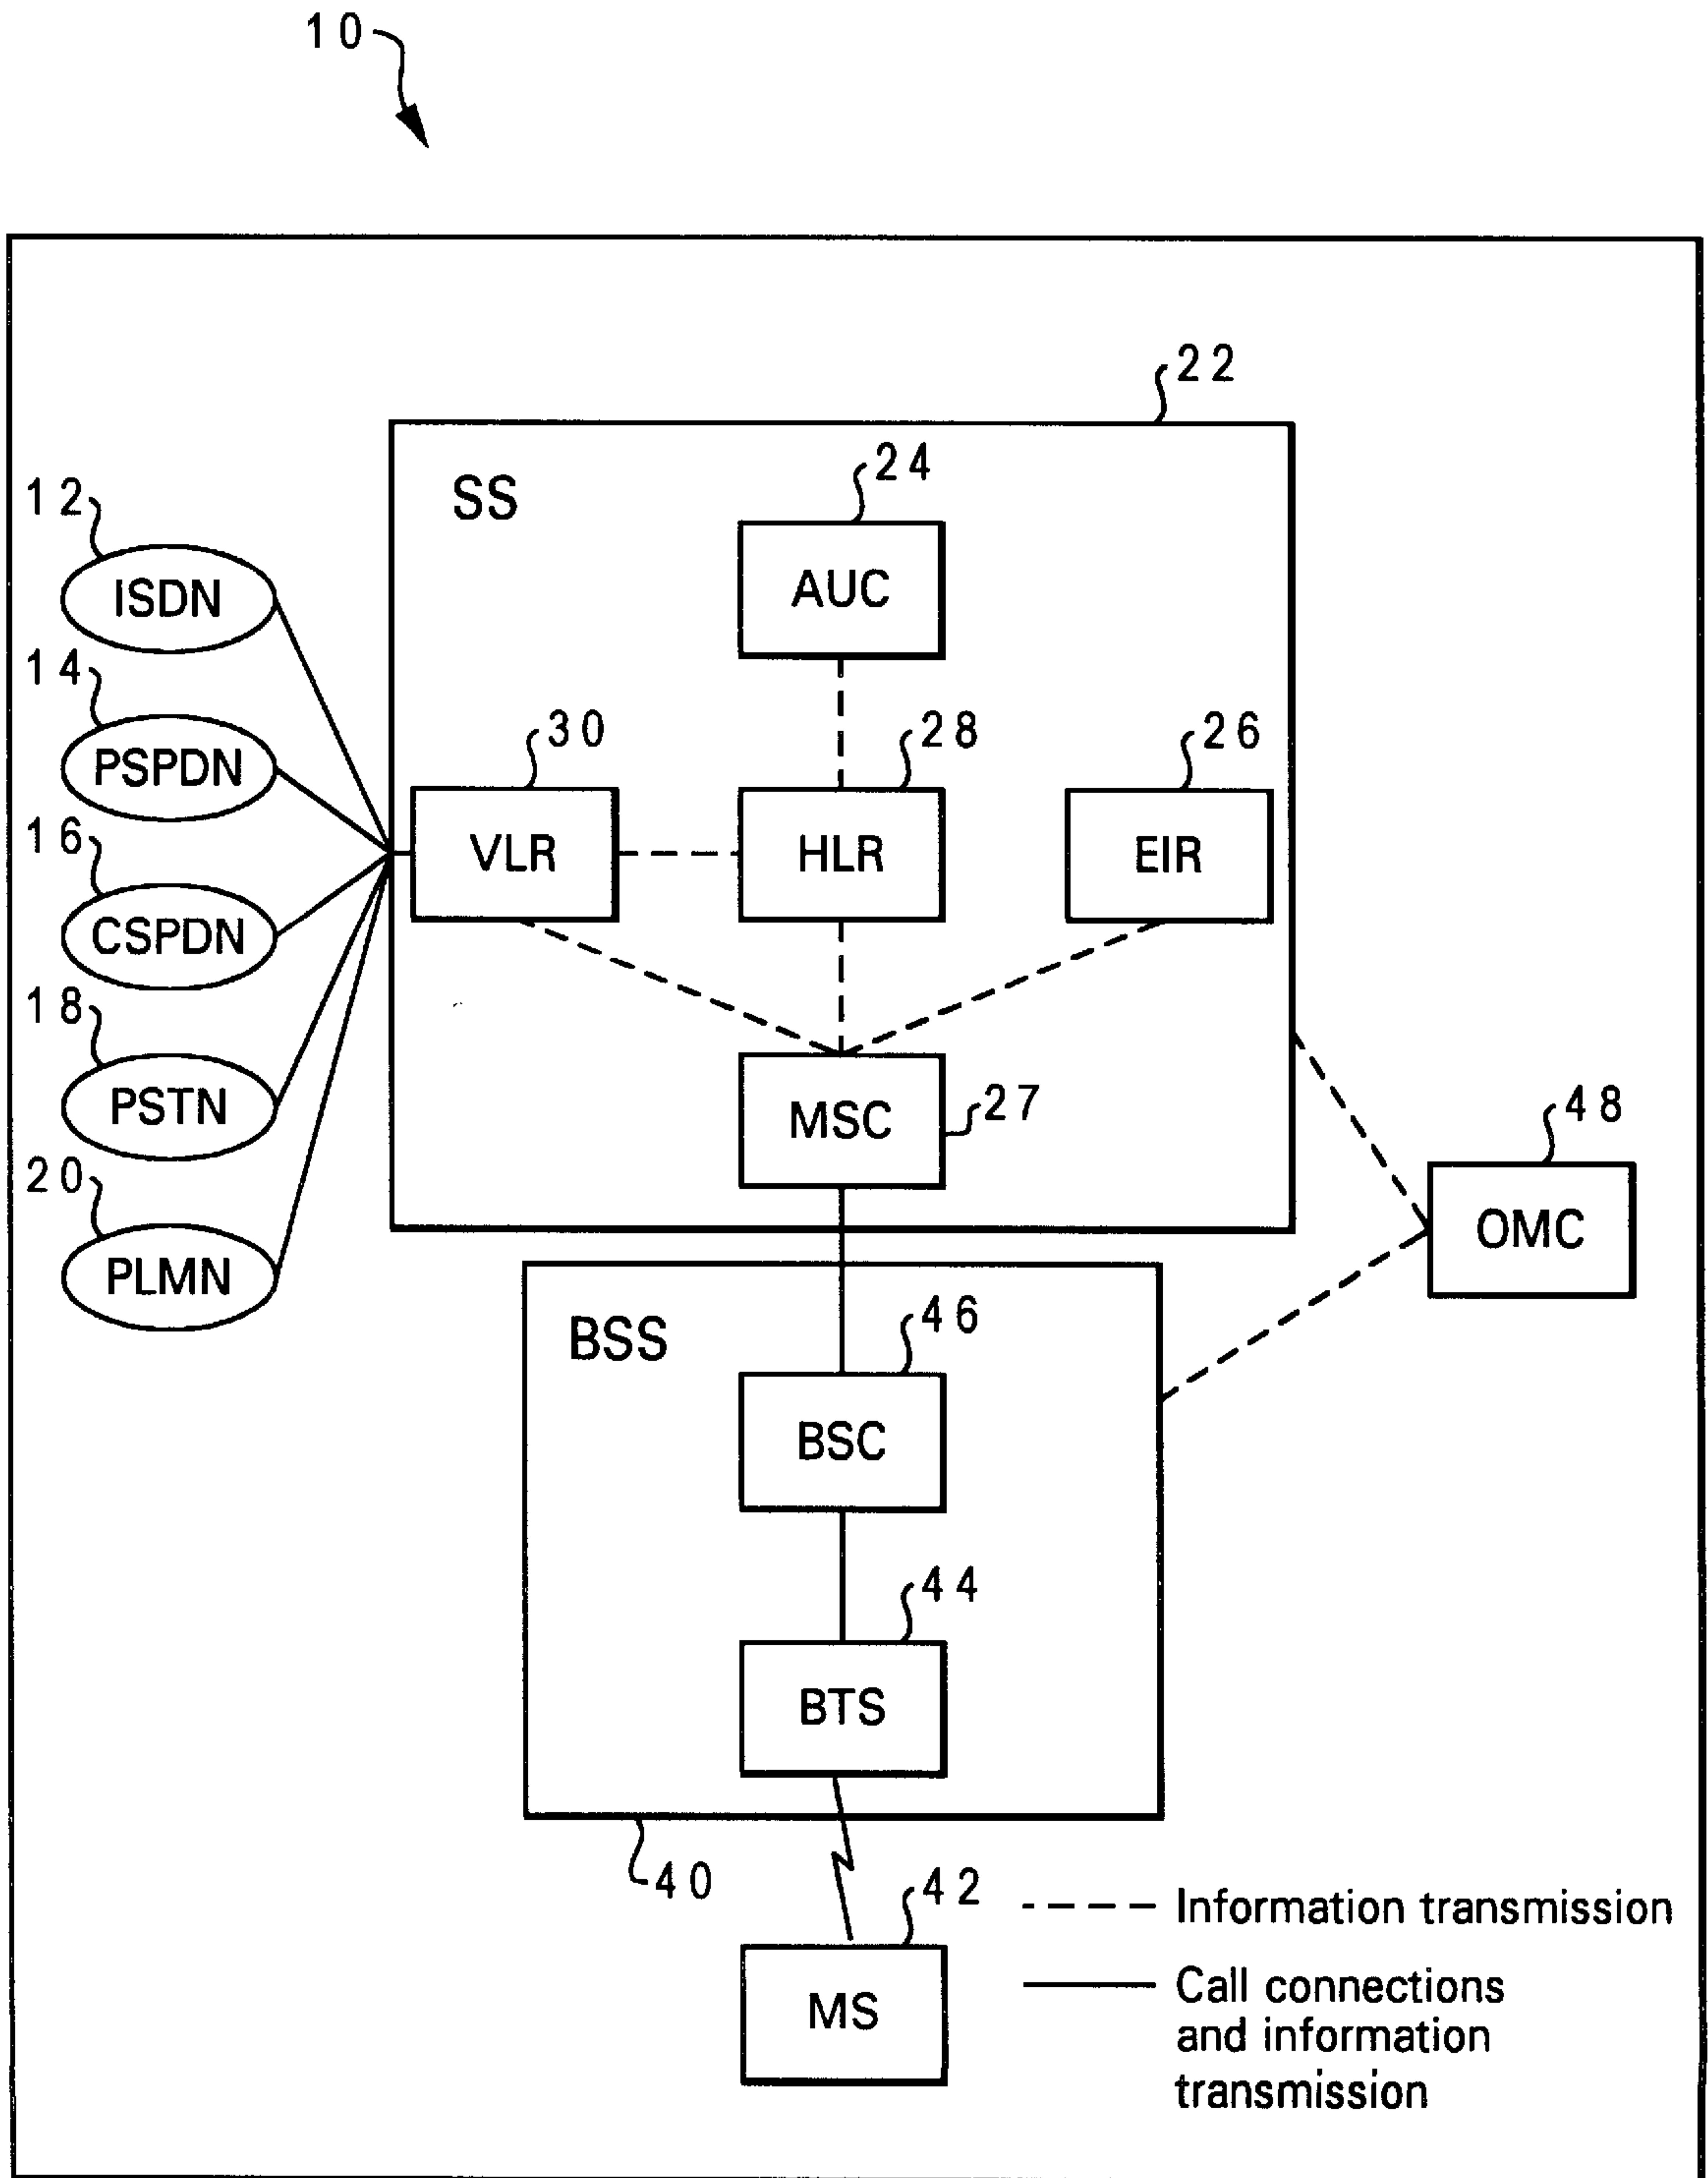 10
22
24
SS
12
AUC
ISDN
14
30
28
26
PSPDN
16
VLR
HLR
EIR
CSPDN
18
PSTN
MSC
27
48
20
OMC
PLMN
46
BSS
BSC
44
BTS
40
42
Information transmission
MS
Call connections
and information
transmission